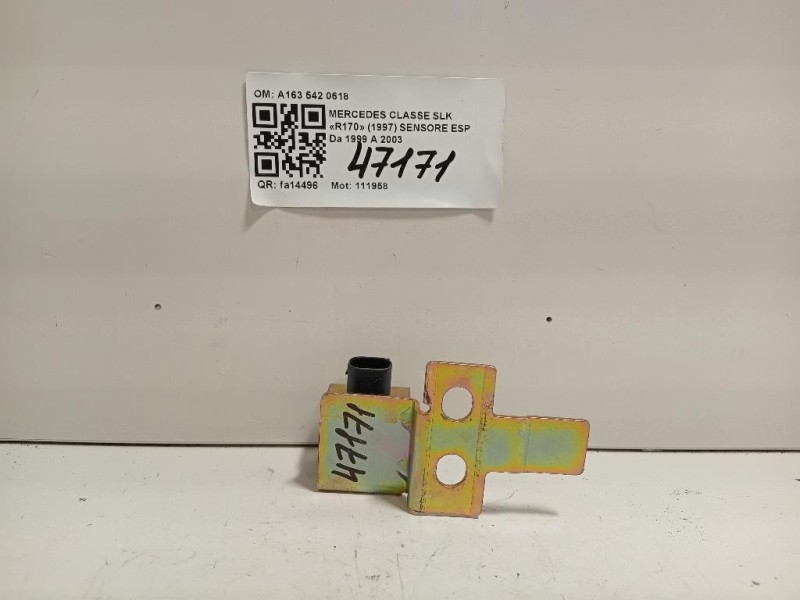 OM: A163 542 0618
MERCEDES CLASSE SLK
«R170» (1997) SENSORE ESP
Da 1999 A 2003
47171
QR: fa14496 Mot: 111958
47171